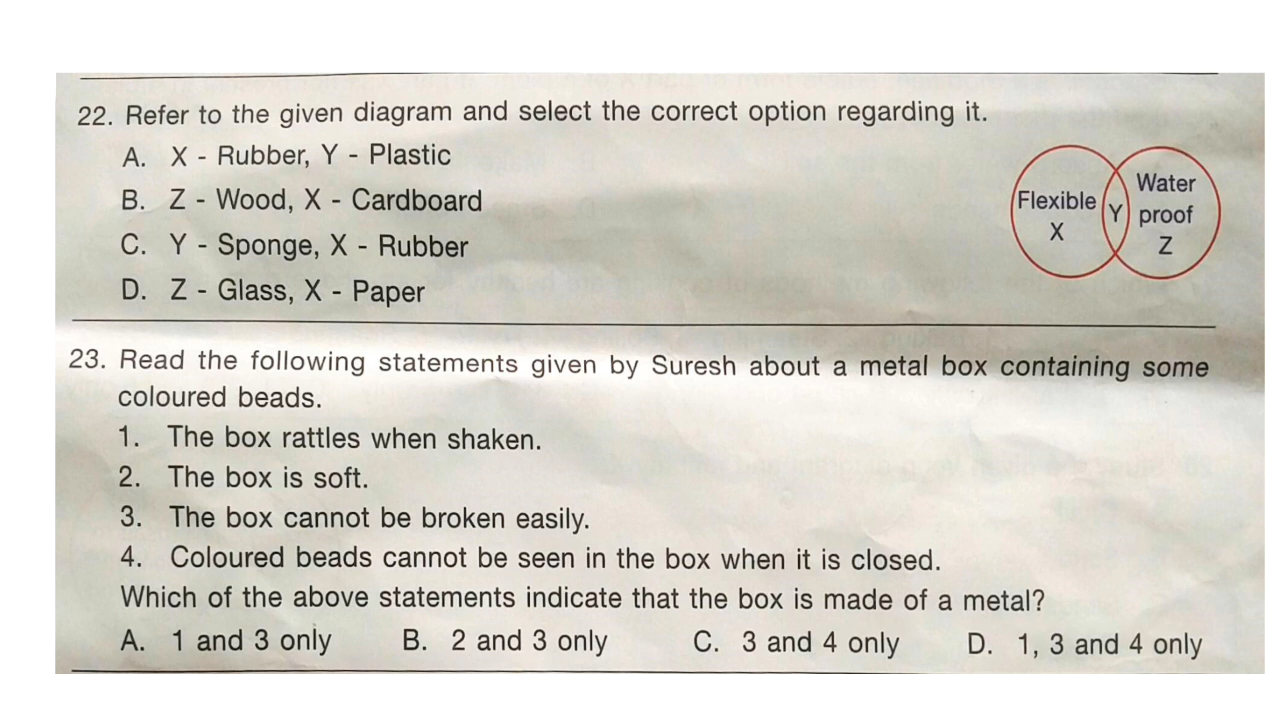 22. Refer to the given diagram and select the correct option regarding it.
A. X - Rubber, Y - Plastic
B. Z - Wood, X - Cardboard
C. Y - Sponge, X - Rubber
D. Z - Glass, X - Paper
Flexible
X
Y
Water
proof
Z
23. Read the following statements given by Suresh about a metal box containing some
coloured beads.
1. The box rattles when shaken.
2. The box is soft.
3. The box cannot be broken easily.
4. Coloured beads cannot be seen in the box when it is closed.
Which of the above statements indicate that the box is made of a metal?
A. 1 and 3 only B. 2 and 3 only C. 3 and 4 only D. 1, 3 and 4 only